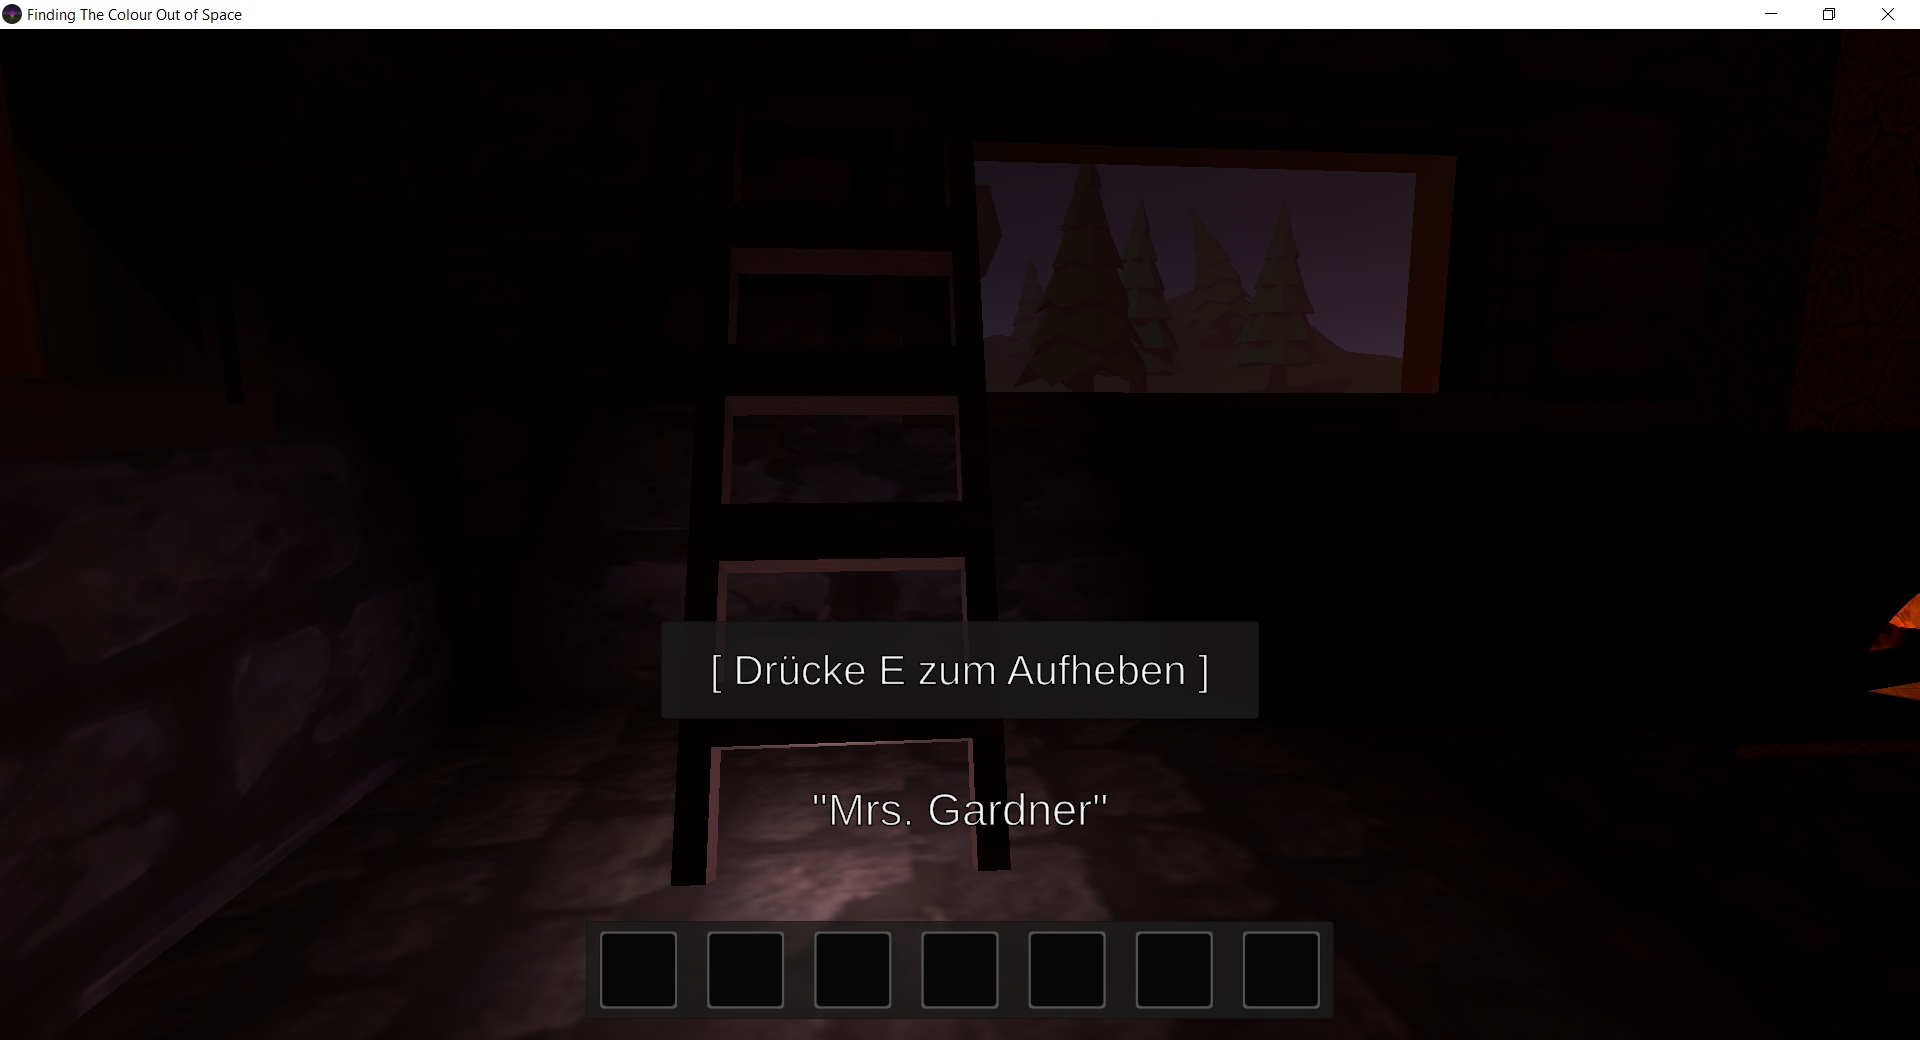 Finding The Colour Out of Space
[ Drücke E zum Aufheben ]
"Mrs. Gardner"